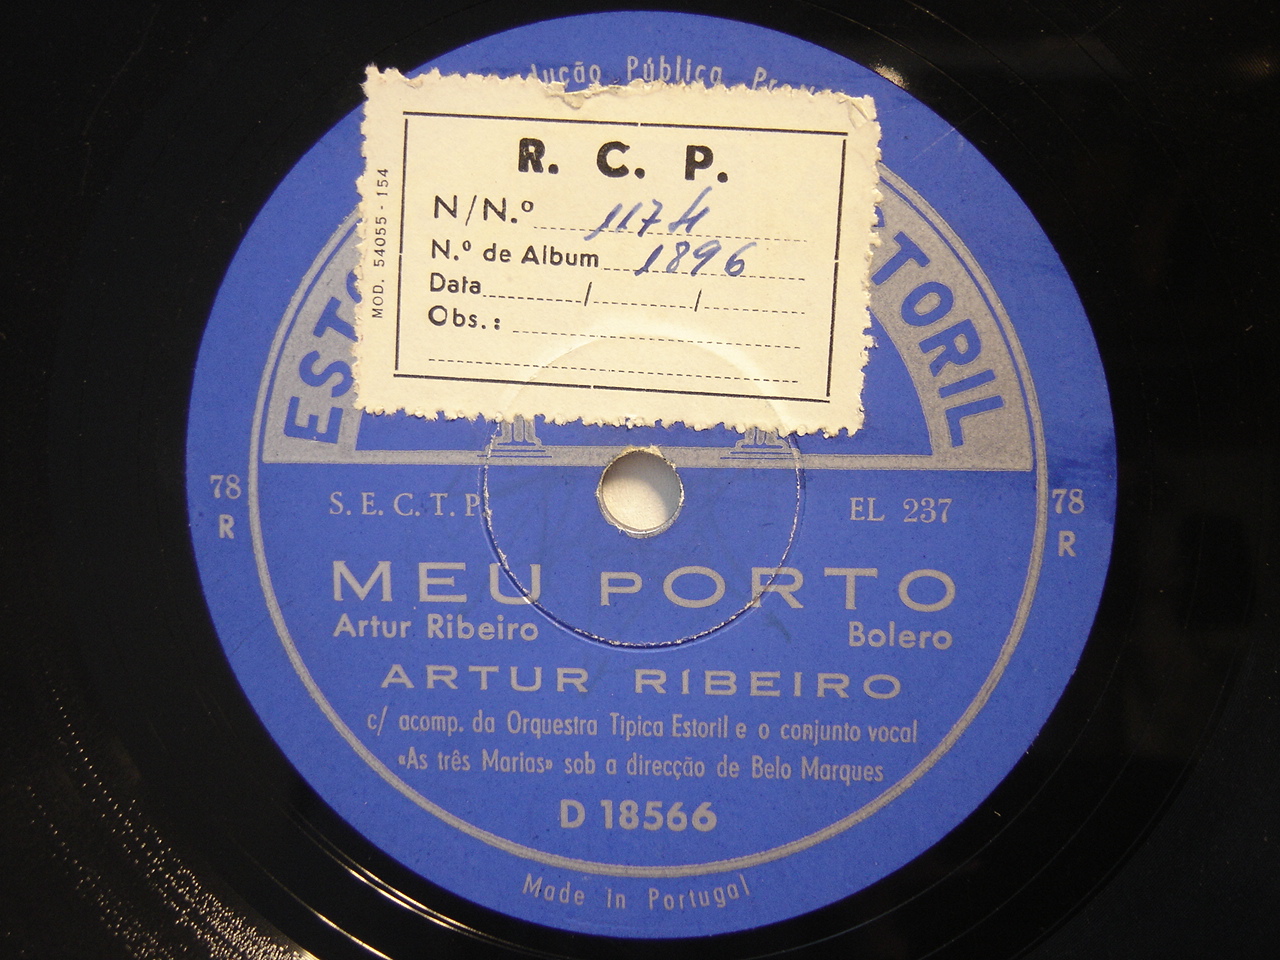 Pública
R. C. P.
N/N.º 1174
N.º de Album 1896
Data / /
Obs.:
MOD. 54055 - 154
ESTORIL
S. E. C. T. P.
EL 237
78
R
78
R
MEU PORTO
Artur Ribeiro
Bolero
ARTUR RIBEIRO
c/ acomp. da Orquestra Tipica Estoril e o conjunto vocal
«As três Marias» sob a direcção de Belo Marques
D 18566
Made in Portugal